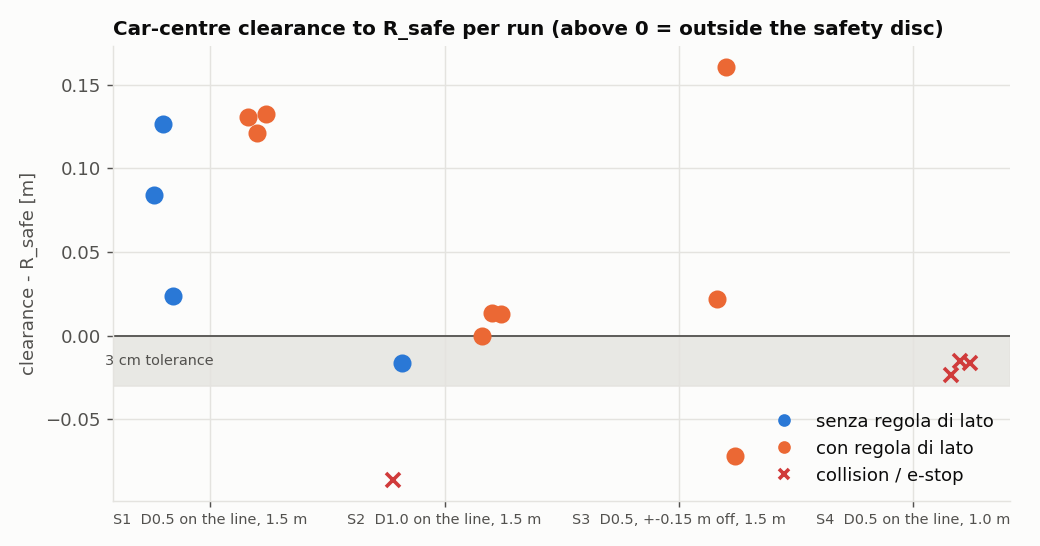 Car-centre clearance to R_safe per run (above 0 = outside the safety disc)
clearance - R_safe [m]
0.15
0.10
0.05
0.00
−0.05
3 cm tolerance
senza regola di lato
con regola di lato
collision / e-stop
S1 D0.5 on the line, 1.5 m
S2 D1.0 on the line, 1.5 m
S3 D0.5, +-0.15 m off, 1.5 m
S4 D0.5 on the line, 1.0 m